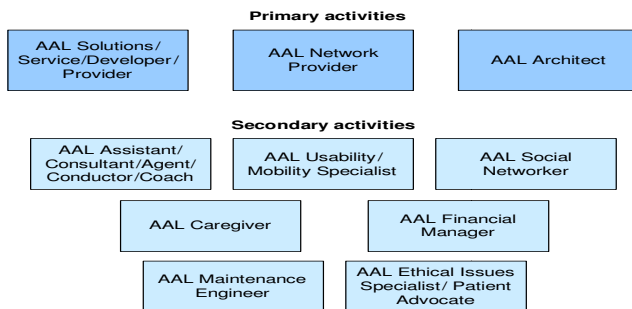 Primary activities
AAL Solutions/
Service/Developer/
Provider
AAL Network
Provider
AAL Architect
Secondary activities
AAL Assistant/
Consultant/Agent/
Conductor/Coach
AAL Usability/
Mobility Specialist
AAL Social
Networker
AAL Caregiver
AAL Financial
Manager
AAL Maintenance
Engineer
AAL Ethical Issues
Specialist/ Patient
Advocate